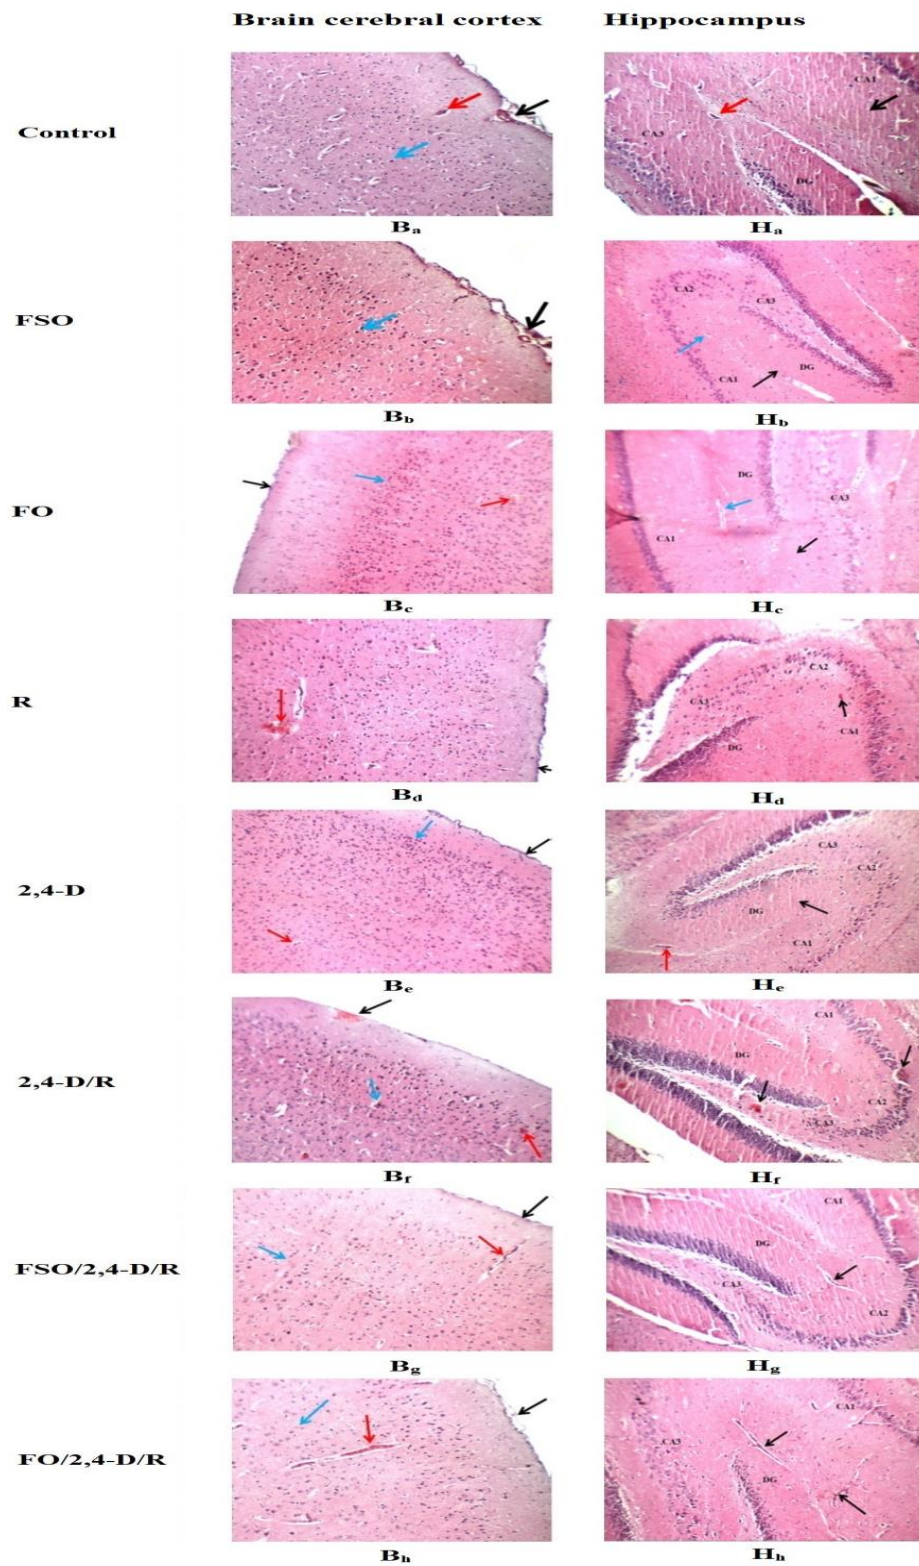 Brain cerebral cortex Hippocampus
Control
CA1
CA3
DG
Ba Ha
FSO
CA2
CA3
DG
CA1
Bb Hb
FO
DG
CA3
CA1
Bc Hc
R
CA2
CA3
CA1
DG
Bd Hd
2,4-D
CA3
CA2
DG
CA1
Be He
2,4-D/R
CA1
DG
CA2
CA3
Bf Hf
FSO/2,4-D/R
CA1
DG
CA3
CA2
Bg Hg
FO/2,4-D/R
CA1
CA3
DG
Bh Hh